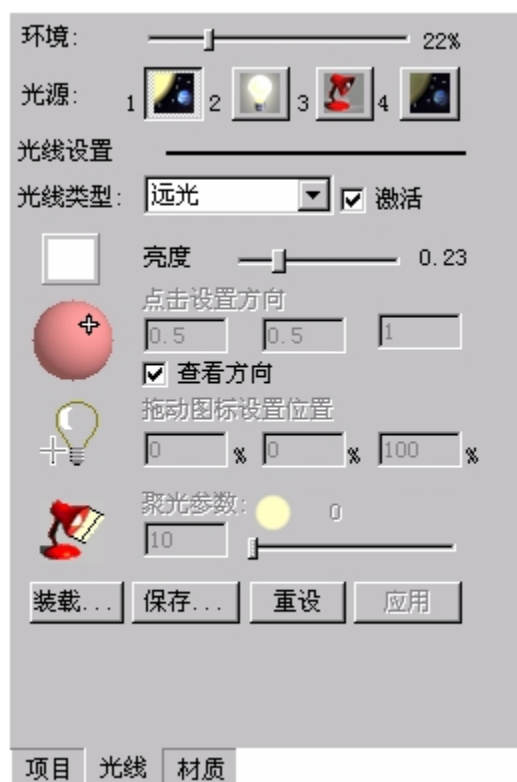 环境: 22%
光源: 1 2 3 4
光线设置
光线类型: 远光 激活
亮度 0.23
点击设置方向
0.5 0.5 1
查看方向
拖动图标设置位置
0 % 0 % 100 %
聚光参数: 0
10
装载... 保存... 重设 应用
项目 光线 材质